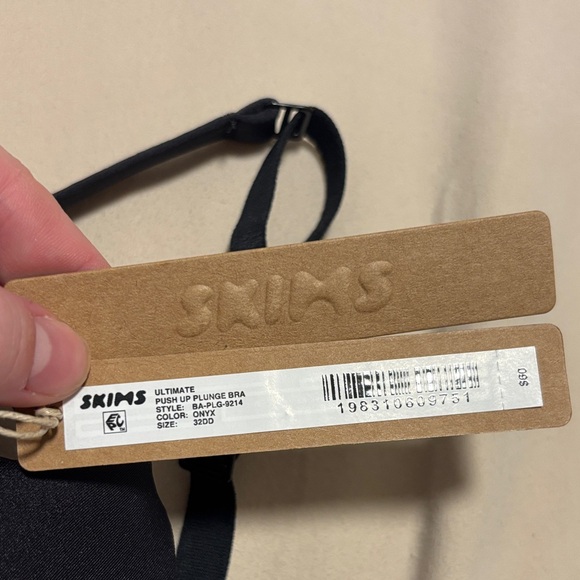 SKIMS
SKIMS
ULTIMATE
PUSH UP PLUNGE BRA
STYLE: BA-PLG-9214
COLOR: ONYX
SIZE: 32DD
198310609751
$60